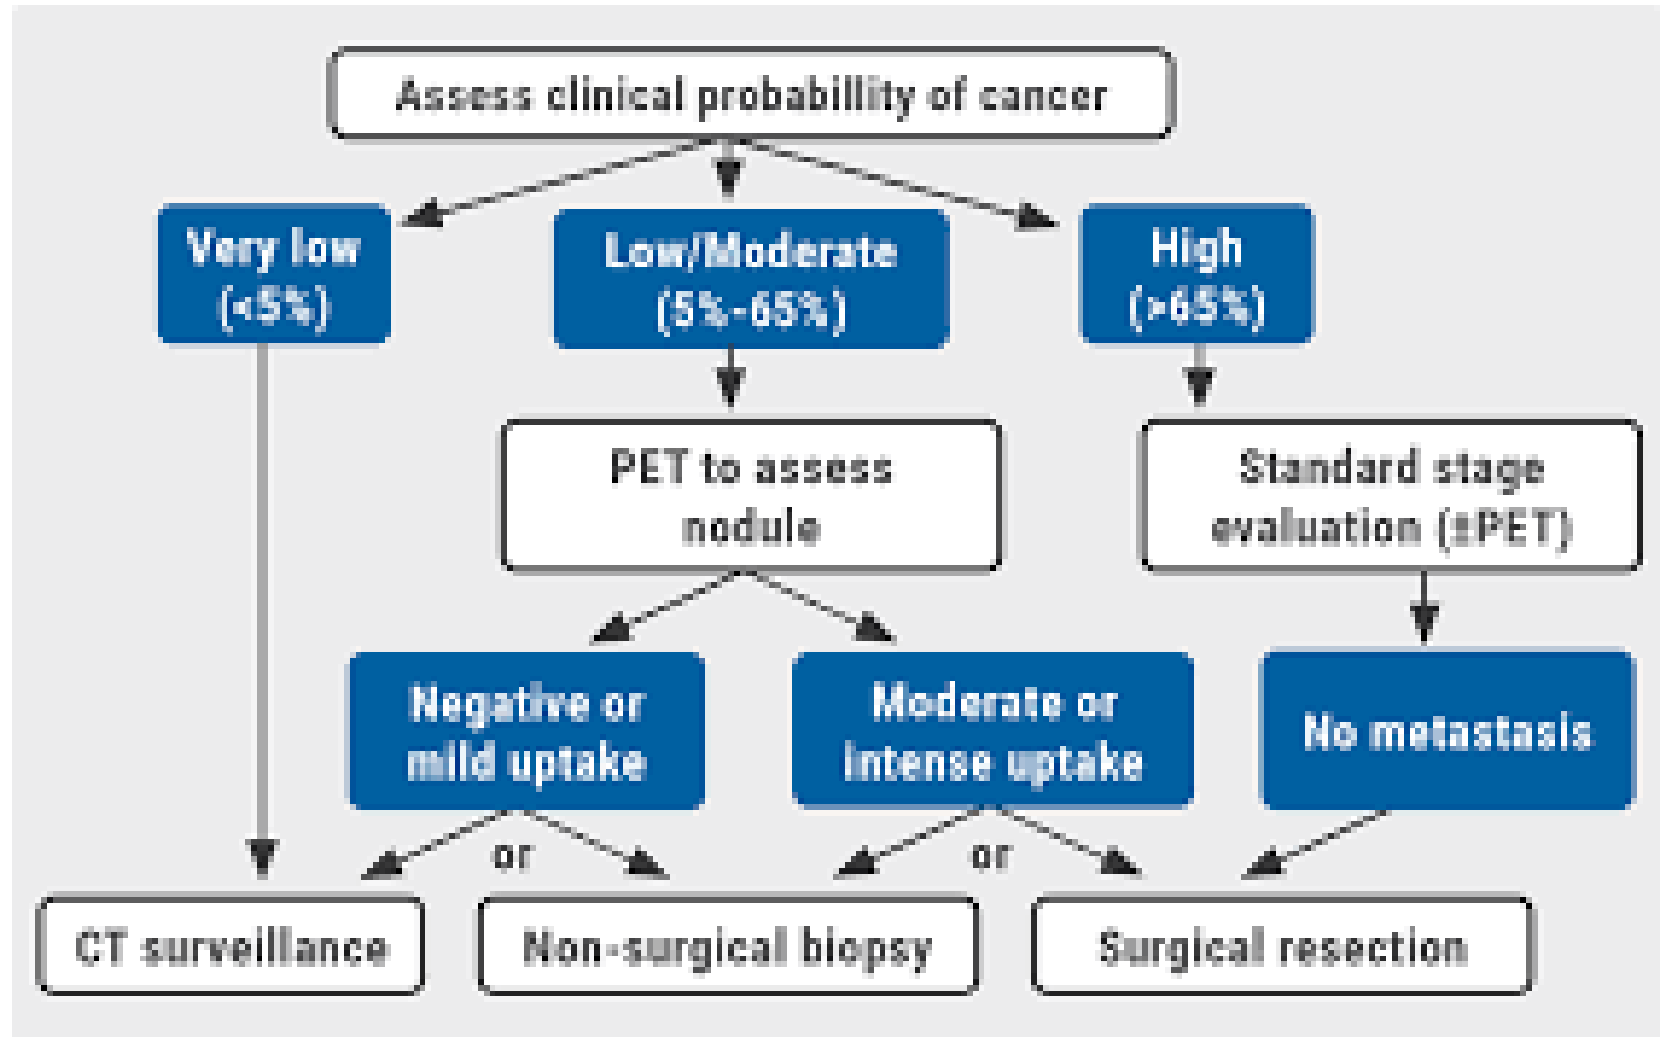 Assess clinical probabillity of cancer
Very low
(<5%)
Low/Moderate
(5%-65%)
High
(>65%)
PET to assess
nodule
Standard stage
evaluation (±PET)
Negative or
mild uptake
Moderate or
intense uptake
No metastasis
or
or
CT surveillance
Non-surgical biopsy
Surgical resection